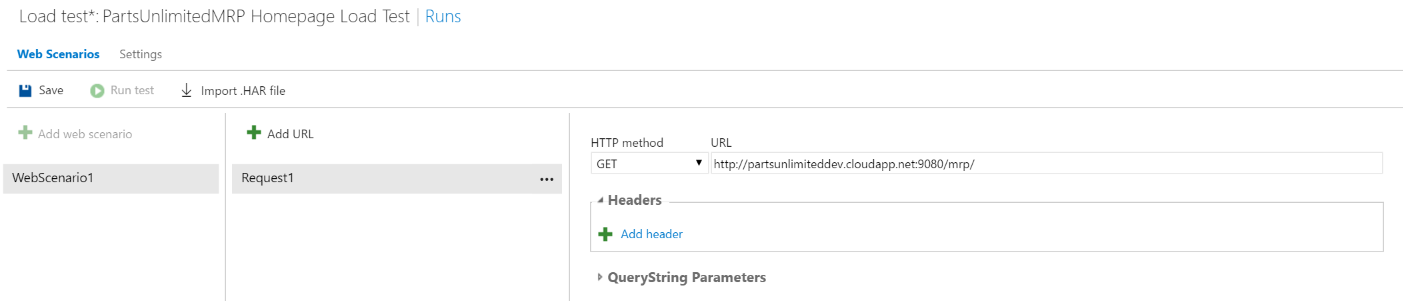 Load test*: PartsUnlimitedMRP Homepage Load Test | Runs
Web Scenarios Settings
Save Run test Import .HAR file
Add web scenario Add URL
HTTP method URL
GET http://partsunlimiteddev.cloudapp.net:9080/mrp/
WebScenario1 Request1 •••
Headers
Add header
QueryString Parameters